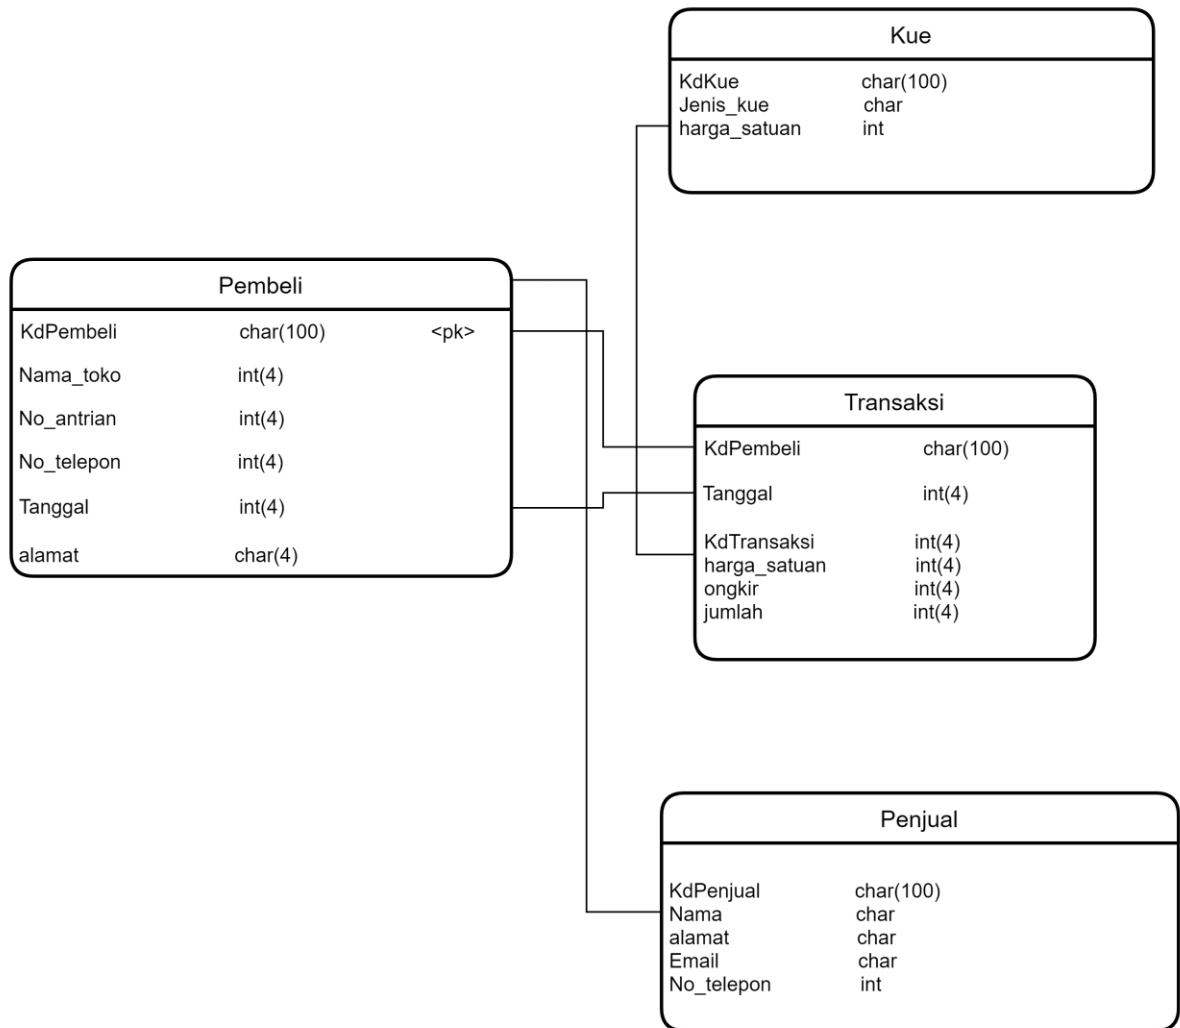 Kue
KdKue char(100)
Jenis_kue char
harga_satuan int
Pembeli
KdPembeli char(100) <pk>
Nama_toko int(4)
No_antrian int(4)
No_telepon int(4)
Tanggal int(4)
alamat char(4)
Transaksi
KdPembeli char(100)
Tanggal int(4)
KdTransaksi int(4)
harga_satuan int(4)
ongkir int(4)
jumlah int(4)
Penjual
KdPenjual char(100)
Nama char
alamat char
Email char
No_telepon int